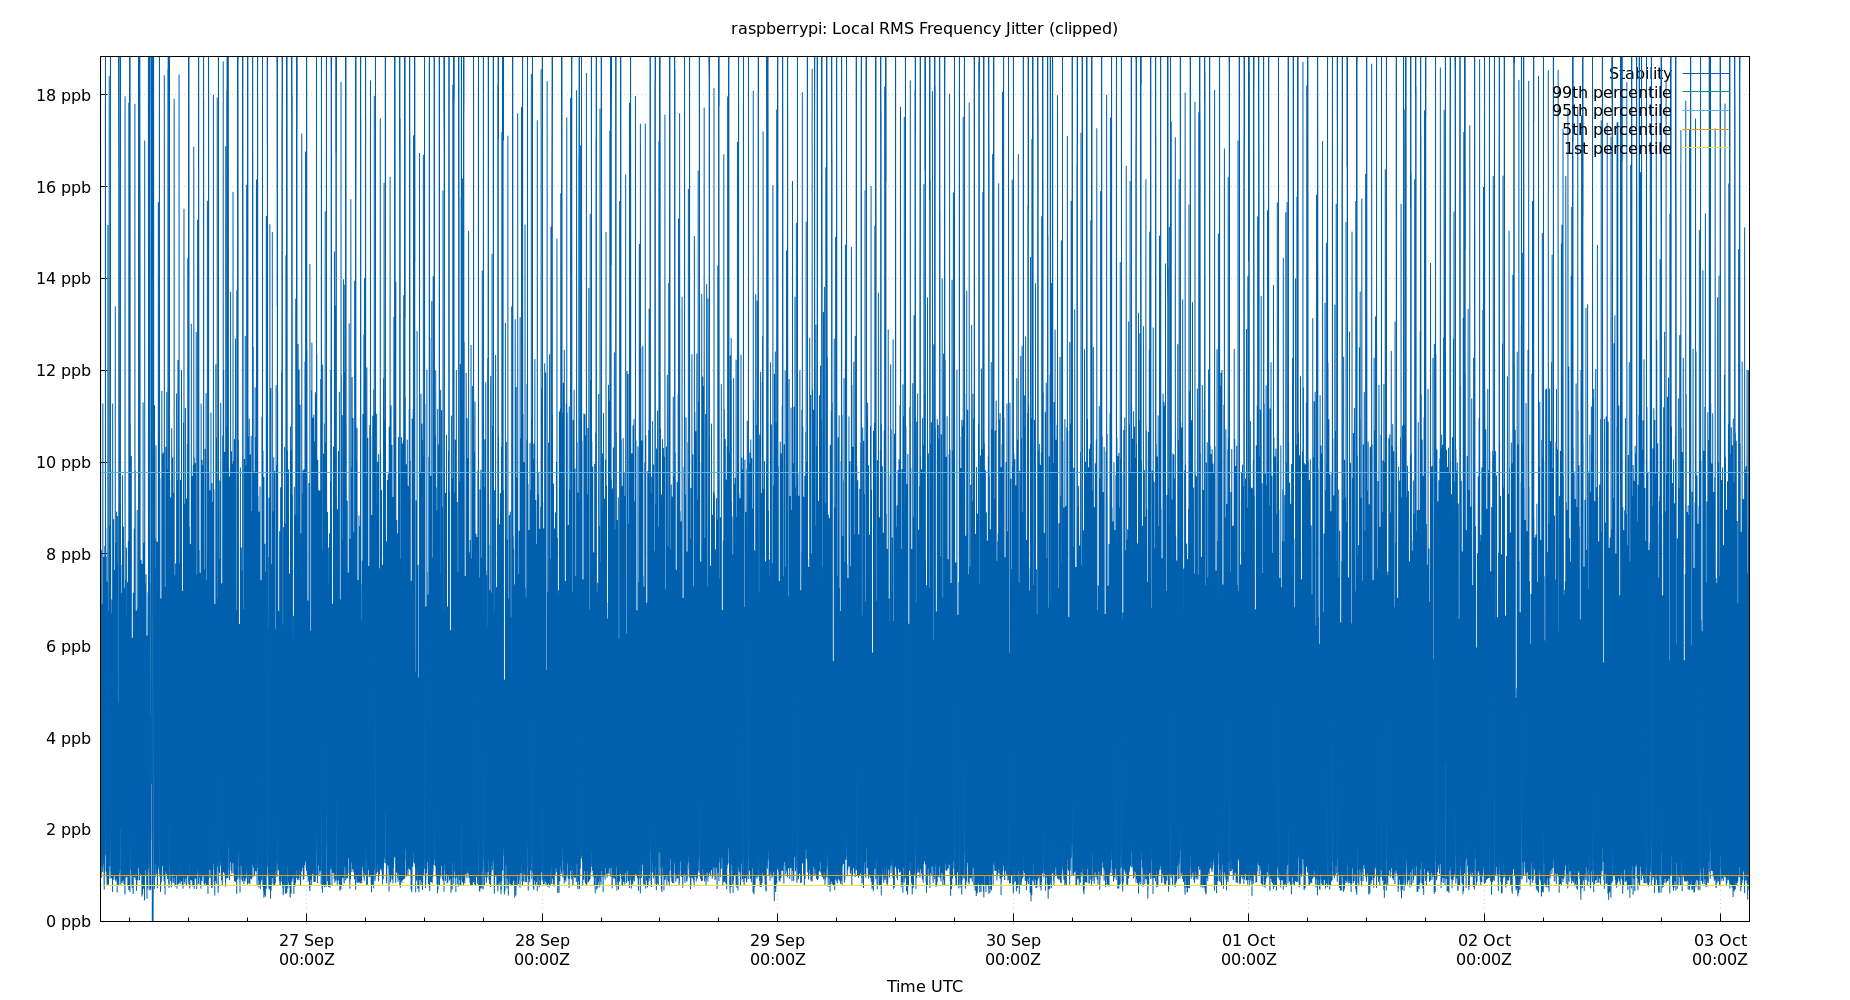 raspberrypi: Local RMS Frequency Jitter (clipped)
Stability
99th percentile
95th percentile
5th percentile
1st percentile
18 ppb
16 ppb
14 ppb
12 ppb
10 ppb
8 ppb
6 ppb
4 ppb
2 ppb
0 ppb
27 Sep 28 Sep 29 Sep 30 Sep 01 Oct 02 Oct 03 Oct
00:00Z 00:00Z 00:00Z 00:00Z 00:00Z 00:00Z 00:00Z
Time UTC